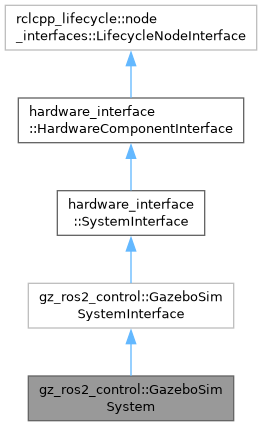 rclcpp_lifecycle::node
_interfaces::LifecycleNodeInterface
hardware_interface
::HardwareComponentInterface
hardware_interface
::SystemInterface
gz_ros2_control::GazeboSim
SystemInterface
gz_ros2_control::GazeboSim
System